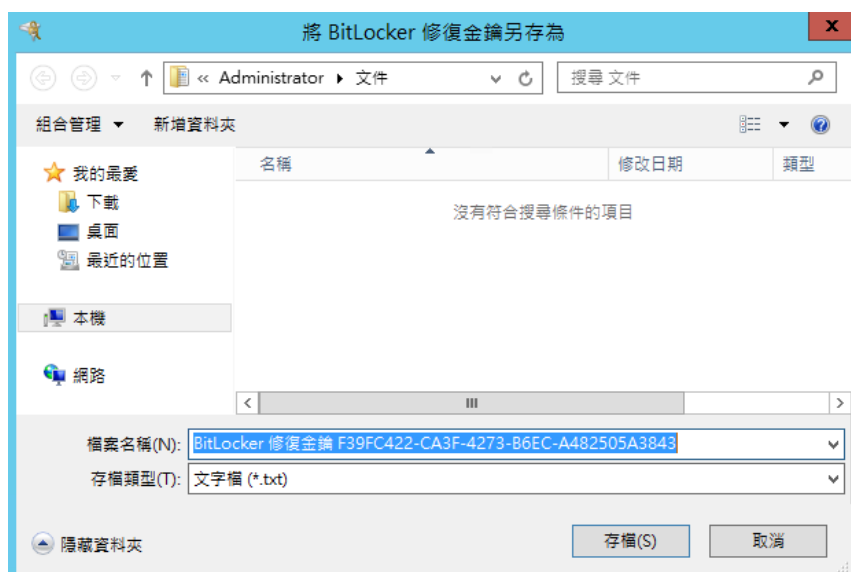 將 BitLocker 修復金鑰另存為
x
« Administrator ▸ 文件
搜尋 文件
組合管理 ▼ 新增資料夾
名稱 修改日期 類型
我的最愛
下載
桌面
最近的位置
本機
網路
沒有符合搜尋條件的項目
檔案名稱(N): BitLocker 修復金鑰 F39FC422-CA3F-4273-B6EC-A482505A3843
存檔類型(T): 文字檔 (*.txt)
隱藏資料夾
存檔(S) 取消